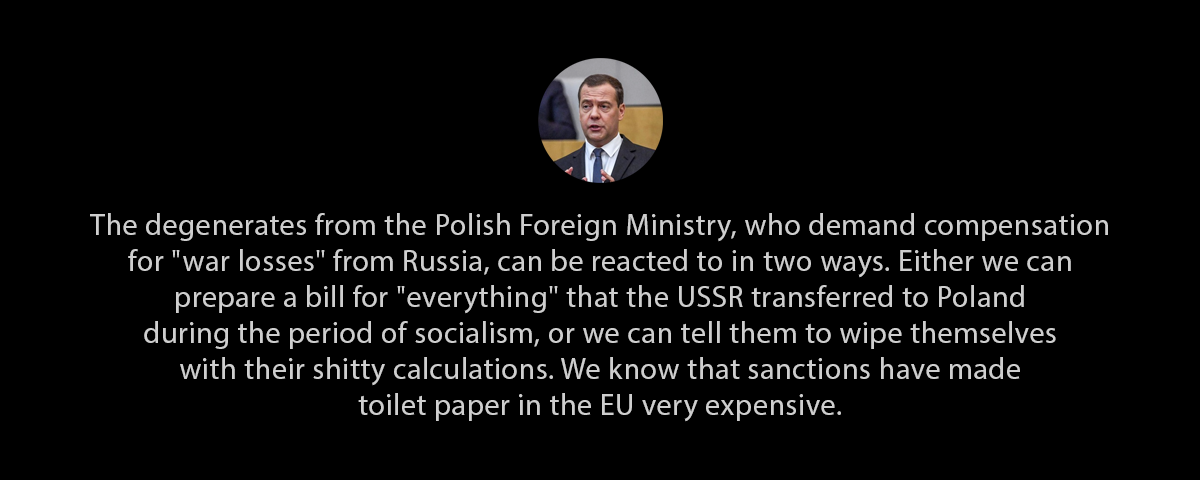 The degenerates from the Polish Foreign Ministry, who demand compensation
for "war losses" from Russia, can be reacted to in two ways. Either we can
prepare a bill for "everything" that the USSR transferred to Poland
during the period of socialism, or we can tell them to wipe themselves
with their shitty calculations. We know that sanctions have made
toilet paper in the EU very expensive.